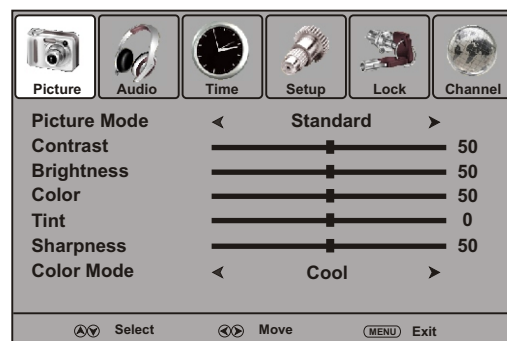 Picture Audio Time Setup Lock Channel
Picture Mode Standard
Contrast 50
Brightness 50
Color 50
Tint 0
Sharpness 50
Color Mode Cool
Select Move MENU Exit